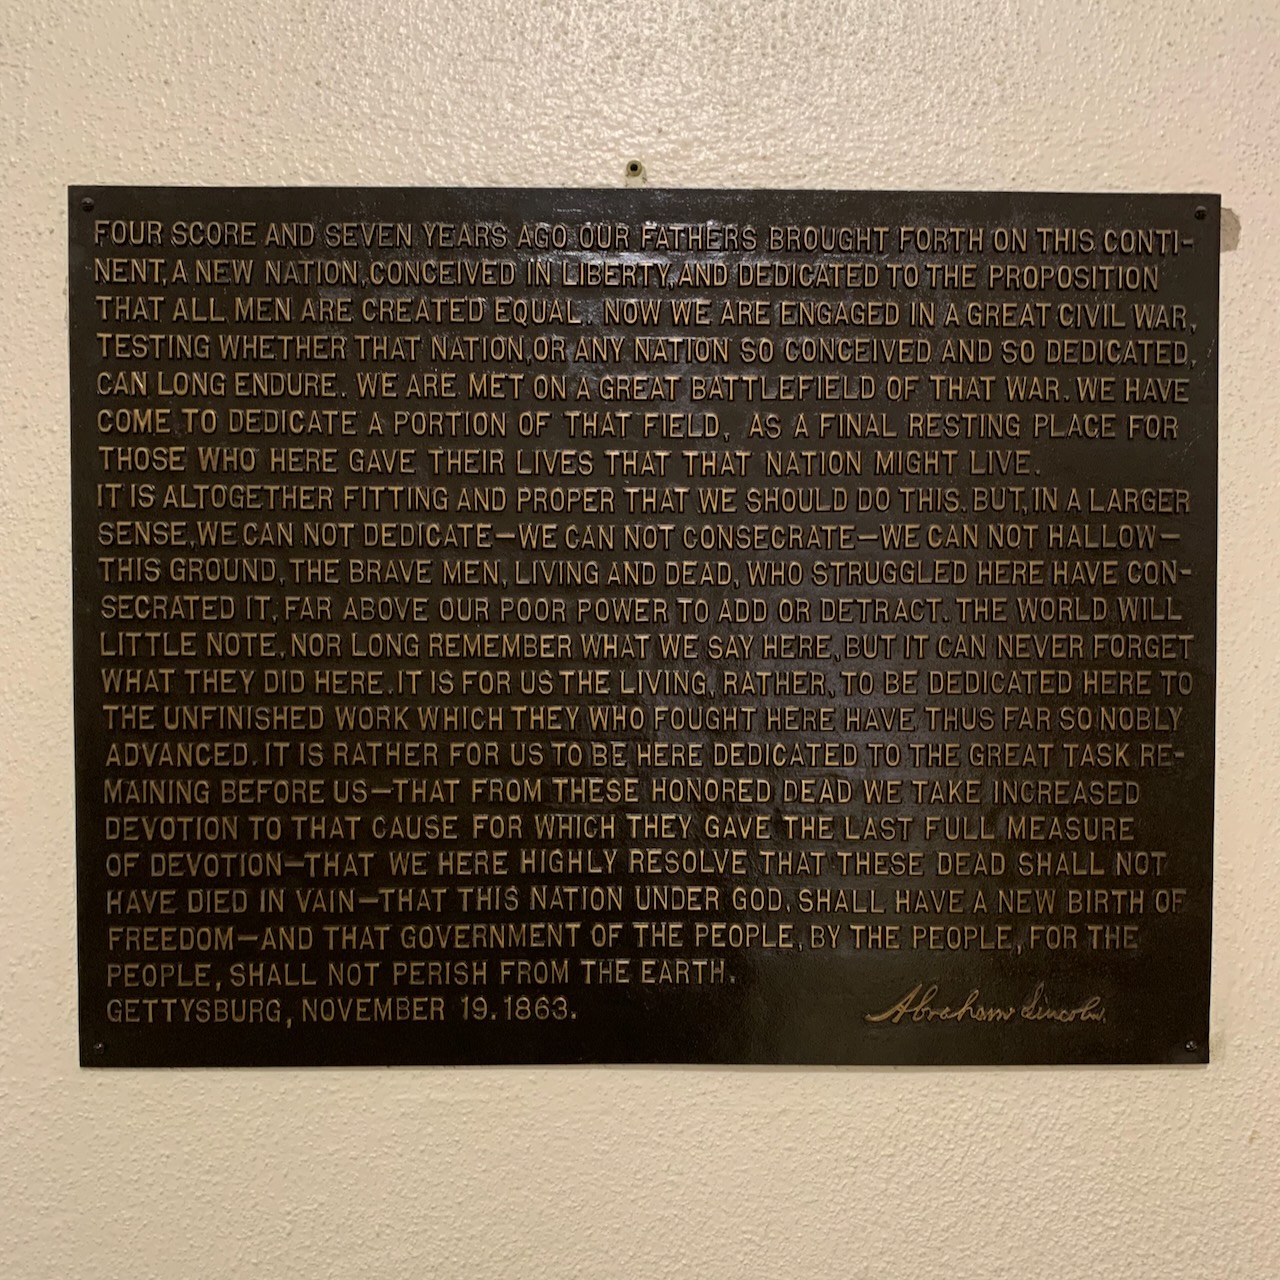 FOUR SCORE AND SEVEN YEARS AGO OUR FATHERS BROUGHT FORTH ON THIS CONTI-
NENT, A NEW NATION, CONCEIVED IN LIBERTY, AND DEDICATED TO THE PROPOSITION
THAT ALL MEN ARE CREATED EQUAL. NOW WE ARE ENGAGED IN A GREAT CIVIL WAR,
TESTING WHETHER THAT NATION, OR ANY NATION SO CONCEIVED AND SO DEDICATED,
CAN LONG ENDURE. WE ARE MET ON A GREAT BATTLEFIELD OF THAT WAR. WE HAVE
COME TO DEDICATE A PORTION OF THAT FIELD, AS A FINAL RESTING PLACE FOR
THOSE WHO HERE GAVE THEIR LIVES THAT THAT NATION MIGHT LIVE.
IT IS ALTOGETHER FITTING AND PROPER THAT WE SHOULD DO THIS. BUT, IN A LARGER
SENSE, WE CAN NOT DEDICATE—WE CAN NOT CONSECRATE—WE CAN NOT HALLOW—
THIS GROUND, THE BRAVE MEN, LIVING AND DEAD, WHO STRUGGLED HERE HAVE CON-
SECRATED IT, FAR ABOVE OUR POOR POWER TO ADD OR DETRACT. THE WORLD WILL
LITTLE NOTE, NOR LONG REMEMBER WHAT WE SAY HERE, BUT IT CAN NEVER FORGET
WHAT THEY DID HERE. IT IS FOR US THE LIVING, RATHER, TO BE DEDICATED HERE TO
THE UNFINISHED WORK WHICH THEY WHO FOUGHT HERE HAVE THUS FAR SO NOBLY
ADVANCED. IT IS RATHER FOR US TO BE HERE DEDICATED TO THE GREAT TASK RE-
MAINING BEFORE US—THAT FROM THESE HONORED DEAD WE TAKE INCREASED
DEVOTION TO THAT CAUSE FOR WHICH THEY GAVE THE LAST FULL MEASURE
OF DEVOTION—THAT WE HERE HIGHLY RESOLVE THAT THESE DEAD SHALL NOT
HAVE DIED IN VAIN—THAT THIS NATION UNDER GOD, SHALL HAVE A NEW BIRTH OF
FREEDOM—AND THAT GOVERNMENT OF THE PEOPLE, BY THE PEOPLE, FOR THE
PEOPLE, SHALL NOT PERISH FROM THE EARTH.
GETTYSBURG, NOVEMBER 19. 1863.
Abraham Lincoln.